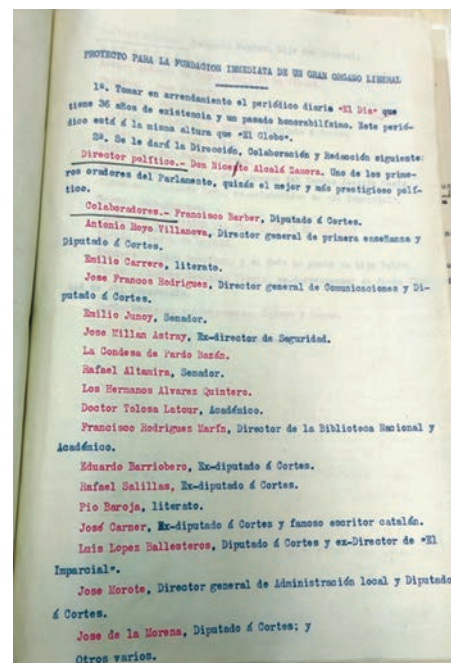 PROYECTO PARA LA FUNDACION INMEDIATA DE UN GRAN ORGANO LIBERAL
1ª. Tomar en arrendamiento el periódico diario "El Dia" que
tiene 36 años de existencia y un pasado honorabilísimo. Este perió-
dico está á la misma altura que "El Globo".
2ª. Se le dará la Dirección, Colaboración y Redacción siguiente:
Director político.- Don Niceto Alcalá Zamora. Uno de los prime-
ros oradores del Parlamento, quizás el mejor y más prestigioso polí-
tico.
Colaboradores.- Francisco Barber, Diputado á Cortes.
Antonio Royo Villanova, Director general de primera enseñanza y
Diputado á Cortes.
Emilio Carrere, literato.
Jose Francos Rodriguez, Director general de Comunicaciones y Di-
putado á Cortes.
Emilio Junoy, Senador.
Jose Millan Astray, Ex-director de Seguridad.
La Condesa de Pardo Bazán.
Rafael Altamira, Senador.
Los Hermanos Alvarez Quintero.
Doctor Tolosa Latour, Académico.
Francisco Rodriguez Marín, Director de la Biblioteca Nacional y
Académico.
Eduardo Barriobero, Ex-diputado á Cortes.
Rafael Salillas, Ex-diputado á Cortes.
Pio Baroja, literato.
José Carner, Ex-diputado á Cortes y famoso escritor catalán.
Luis Lopez Ballesteros, Diputado á Cortes y ex-Director de "El
Imparcial".
Jose Morote, Director general de Administración local y Diputado
á Cortes.
Jose de la Morena, Diputado á Cortes; y
Otros varios.